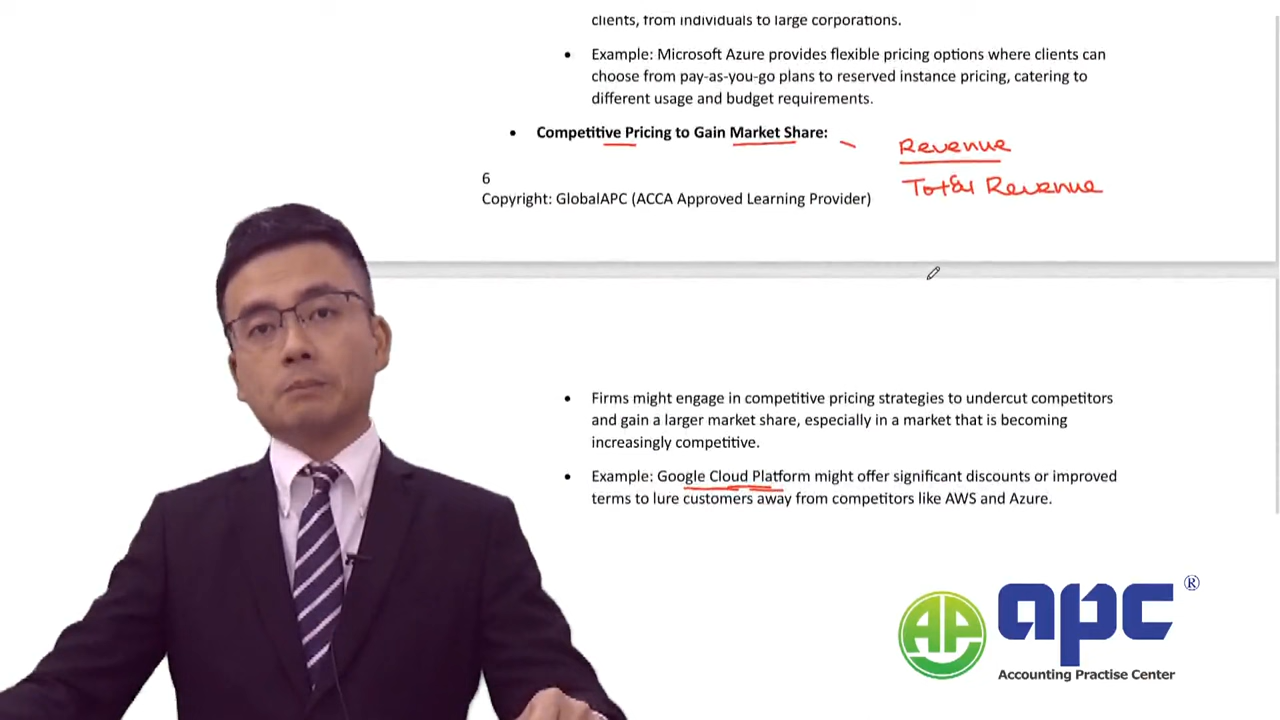 clients, from individuals to large corporations.
• Example: Microsoft Azure provides flexible pricing options where clients can
choose from pay-as-you-go plans to reserved instance pricing, catering to
different usage and budget requirements.
• Competitive Pricing to Gain Market Share:
Revenue
Total Revenue
6
Copyright: GlobalAPC (ACCA Approved Learning Provider)
• Firms might engage in competitive pricing strategies to undercut competitors
and gain a larger market share, especially in a market that is becoming
increasingly competitive.
• Example: Google Cloud Platform might offer significant discounts or improved
terms to lure customers away from competitors like AWS and Azure.
AP
apc®
Accounting Practise Center